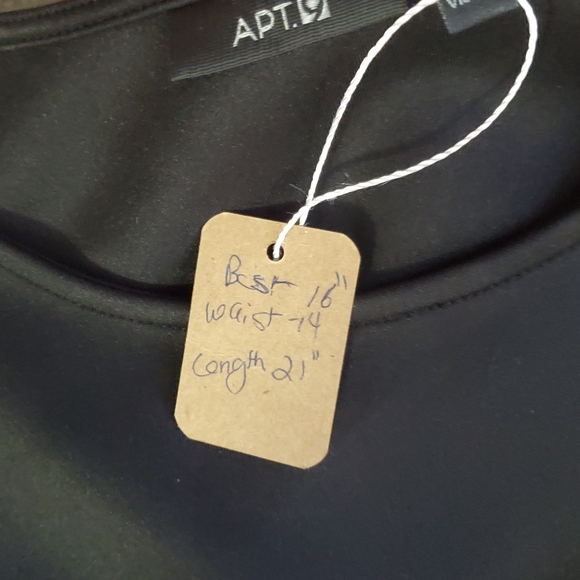 APT.9
Bust 16"
Waist -14
Length 21"